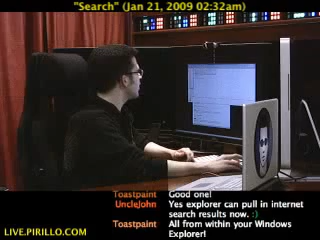 "Search" (Jan 21, 2009 02:32am)
Toastpaint Good one!
UncleJohn Yes explorer can pull in internet
search results now. :)
Toastpaint All from within your Windows
Explorer!
LIVE.PIRILLO.COM